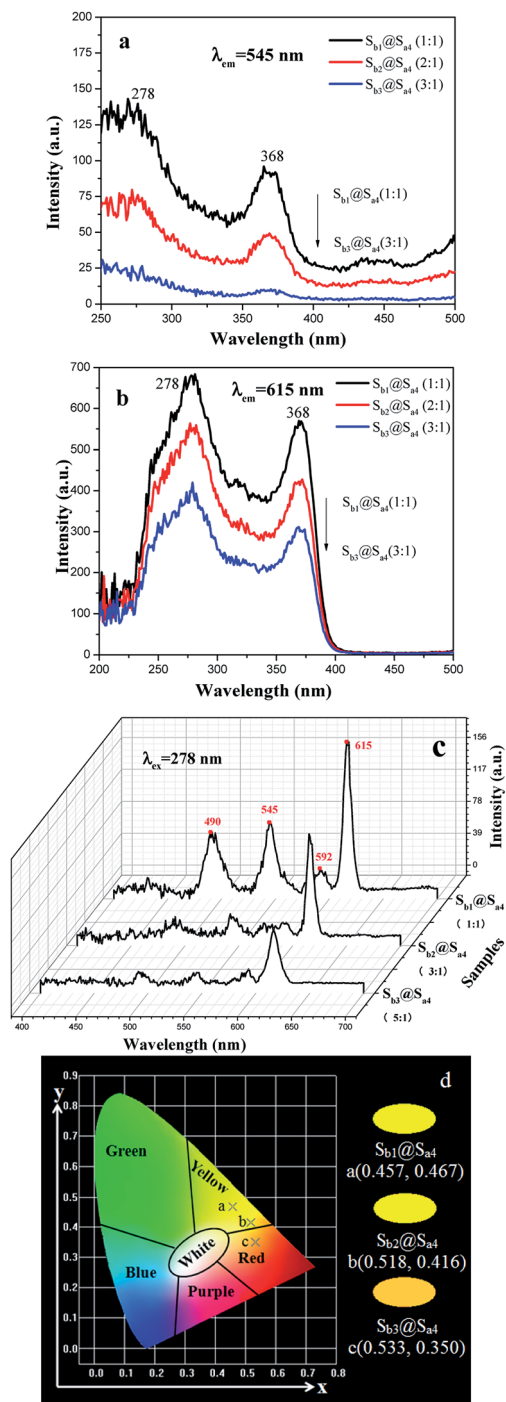 a
λem=545 nm
Sb1@Sa4 (1:1)
Sb2@Sa4 (2:1)
Sb3@Sa4 (3:1)
278
368
Sb1@Sa4(1:1)
Sb3@Sa4(3:1)
200
175
150
125
100
75
50
25
0
Intensity (a.u.)
250 300 350 400 450 500
Wavelength (nm)
b
λem=615 nm
Sb1@Sa4 (1:1)
Sb2@Sa4 (2:1)
Sb3@Sa4 (3:1)
278
368
Sb1@Sa4(1:1)
Sb3@Sa4(3:1)
700
600
500
400
300
200
100
0
Intensity (a.u.)
200 250 300 350 400 450 500
Wavelength (nm)
c
λex=278 nm
490
545
592
615
156
117
78
39
0
Intensity (a.u.)
Sb1@Sa4
( 1:1)
Sb2@Sa4
( 3:1)
Sb3@Sa4
( 5:1)
Samples
400 450 500 550 600 650 700
Wavelength (nm)
d
y
0.9
0.8
0.7
0.6
0.5
0.4
0.3
0.2
0.1
0.0
Green
Yellow
White
Blue
Red
Purple
a
b
c
0.0 0.1 0.2 0.3 0.4 0.5 0.6 0.7 0.8
x
Sb1@Sa4
a(0.457, 0.467)
Sb2@Sa4
b(0.518, 0.416)
Sb3@Sa4
c(0.533, 0.350)